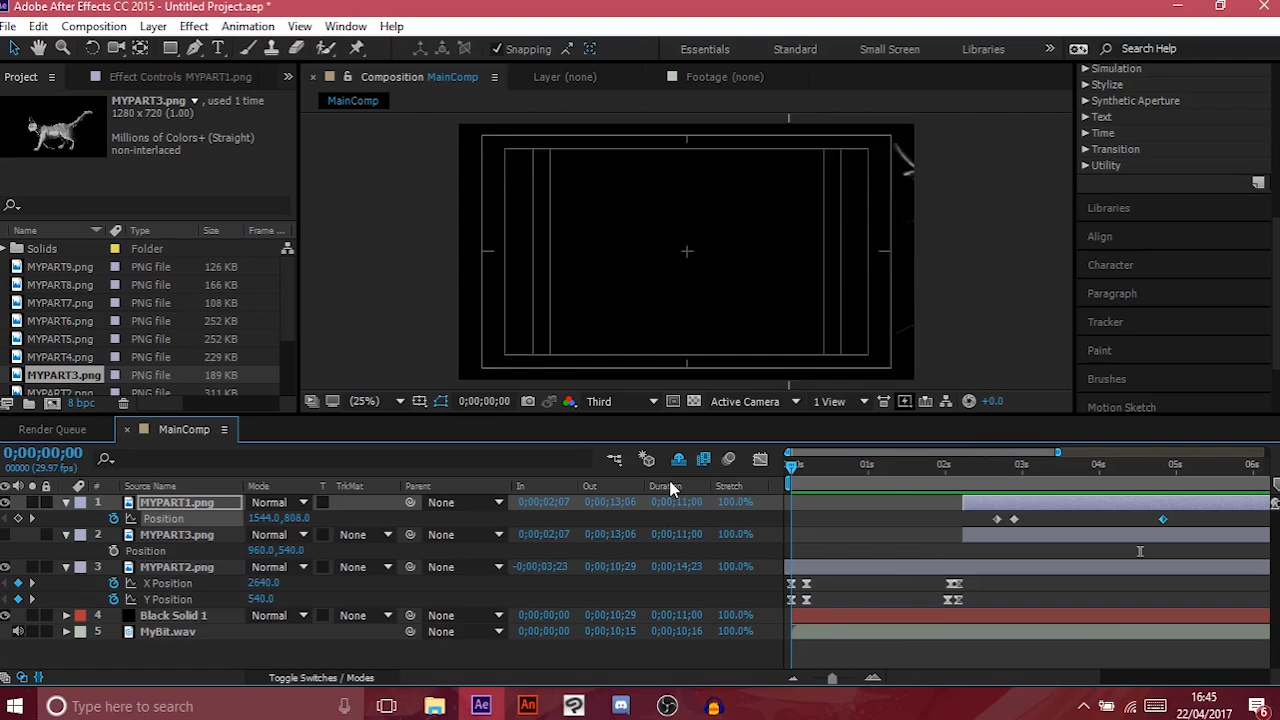 Adobe After Effects CC 2015 - Untitled Project.aep *
File Edit Composition Layer Effect Animation View Window Help
Snapping Essentials Standard Small Screen Libraries Search Help
Project Effect Controls MYPART1.png Composition MainComp Layer (none) Footage (none)
MainComp
MYPART3.png , used 1 time
1280 x 720 (1.00)
Millions of Colors+ (Straight)
non-interlaced
Simulation
Stylize
Synthetic Aperture
Text
Time
Transition
Utility
Libraries
Align
Character
Paragraph
Tracker
Paint
Brushes
Motion Sketch
Name Type Size Frame ...
Solids Folder
MYPART9.png PNG file 126 KB
MYPART8.png PNG file 166 KB
MYPART7.png PNG file 108 KB
MYPART6.png PNG file 252 KB
MYPART5.png PNG file 252 KB
MYPART4.png PNG file 229 KB
MYPART3.png PNG file 189 KB
MYPART2.png PNG file 311 KB
8 bpc
(25%) 0;00;00;00 Third Active Camera 1 View +0.0
Render Queue MainComp
0;00;00;00
00000 (29.97 fps)
01s 02s 03s 04s 05s 06s
# Source Name Mode T TrkMat Parent In Out Duration Stretch
1 MYPART1.png Normal None 0;00;02;07 0;00;13;06 0;00;11;00 100.0%
Position 1544.0,808.0
2 MYPART3.png Normal None None 0;00;02;07 0;00;13;06 0;00;11;00 100.0%
Position 960.0,540.0
3 MYPART2.png Normal None None -0;00;03;23 0;00;10;29 0;00;14;23 100.0%
X Position 2640.0
Y Position 540.0
4 Black Solid 1 Normal None None 0;00;00;00 0;00;10;29 0;00;11;00 100.0%
5 MyBit.wav None 0;00;00;00 0;00;10;15 0;00;10;16 100.0%
Toggle Switches / Modes
Type here to search
Ae An
16:45
22/04/2017
6